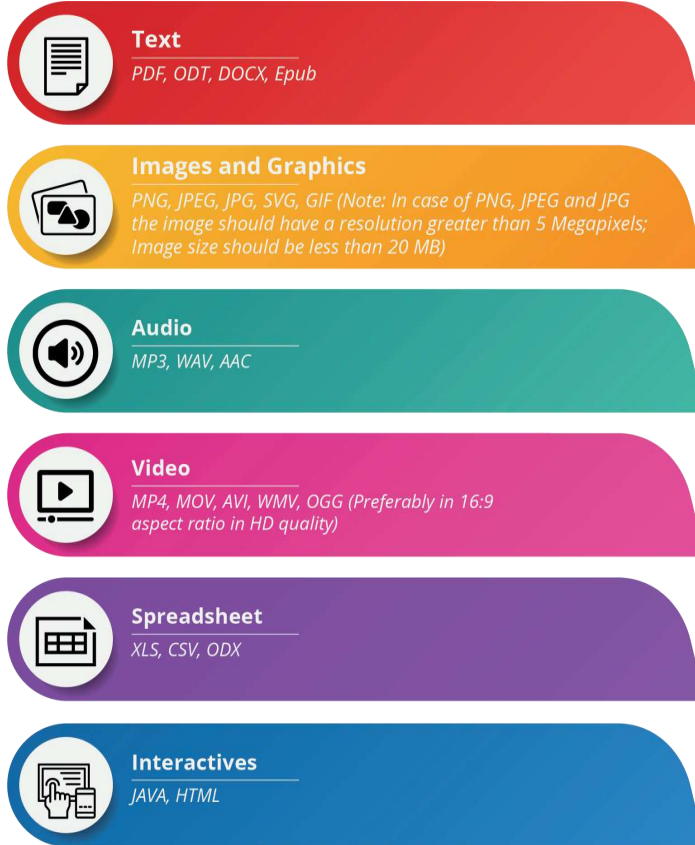 Text
PDF, ODT, DOCX, Epub
Images and Graphics
PNG, JPEG, JPG, SVG, GIF (Note: In case of PNG, JPEG and JPG
the image should have a resolution greater than 5 Megapixels;
Image size should be less than 20 MB)
Audio
MP3, WAV, AAC
Video
MP4, MOV, AVI, WMV, OGG (Preferably in 16:9
aspect ratio in HD quality)
Spreadsheet
XLS, CSV, ODX
Interactives
JAVA, HTML